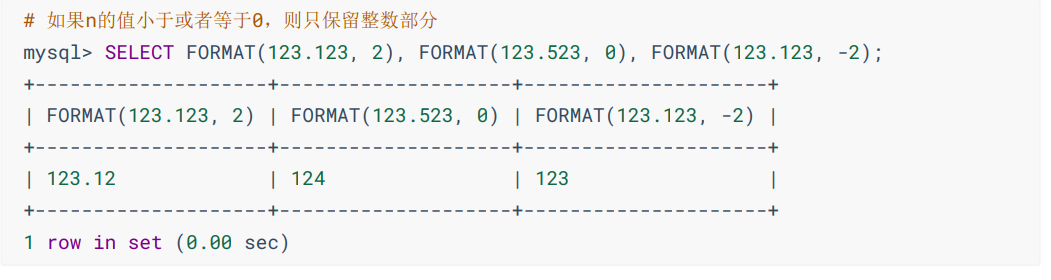 # 如果n的值小于或者等于0，则只保留整数部分
mysql> SELECT FORMAT(123.123, 2), FORMAT(123.523, 0), FORMAT(123.123, -2);
+--------------------+--------------------+---------------------+
| FORMAT(123.123, 2) | FORMAT(123.523, 0) | FORMAT(123.123, -2) |
+--------------------+--------------------+---------------------+
| 123.12             | 124                | 123                 |
+--------------------+--------------------+---------------------+
1 row in set (0.00 sec)